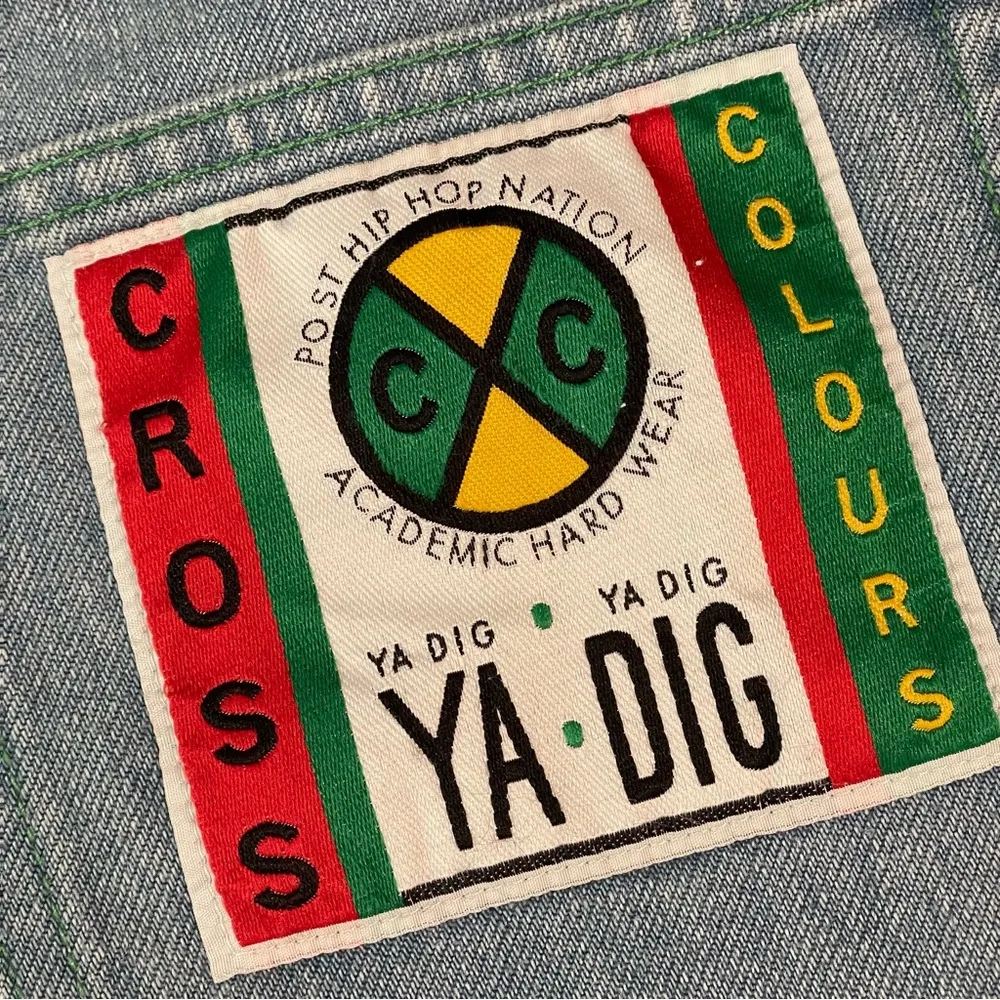 CROSS
POST HIP HOP NATION
C C
ACADEMIC HARD WEAR
YA DIG · YA DIG
YA · DIG
COLOURS